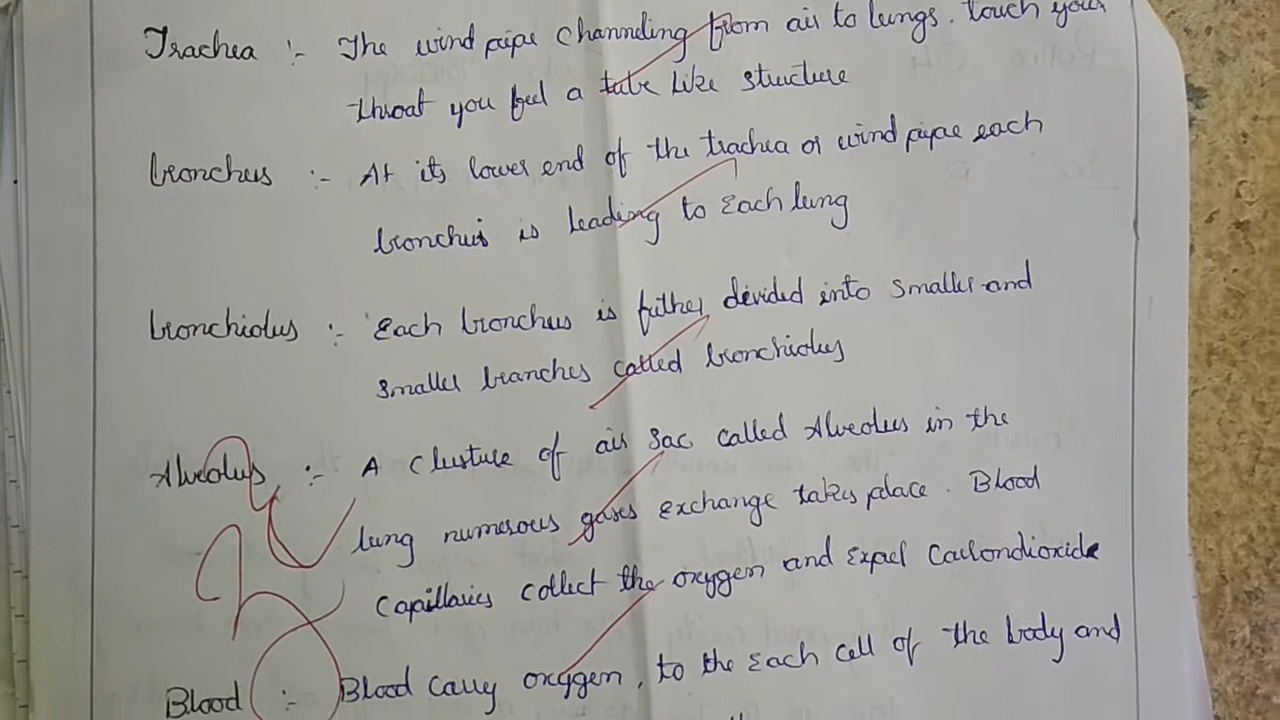 Trachea :- The wind pipe channeling from air to lungs. touch your
throat you feel a tube like structure
bronchus :- At its lower end of the trachea or wind pipe each
bronchus is leading to Each lung
bronchiolus :- Each bronchus is futher devided into smaller and
smaller branches called bronchiolus
Alveolus :- A clusture of air sac called Alveolus in the
lung numerous gases exchange takes place. Blood
capillaries collect the oxygen and Expel Carbondioxide
Blood :- Blood carry oxygen, to the Each cell of the body and